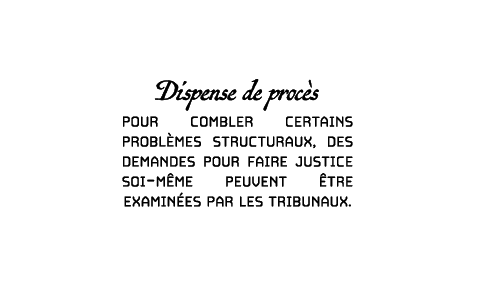 Dispense de procès
POUR COMBLER CERTAINS
PROBLÈMES STRUCTURAUX, DES
DEMANDES POUR FAIRE JUSTICE
SOI-MÊME PEUVENT ÊTRE
EXAMINÉES PAR LES TRIBUNAUX.